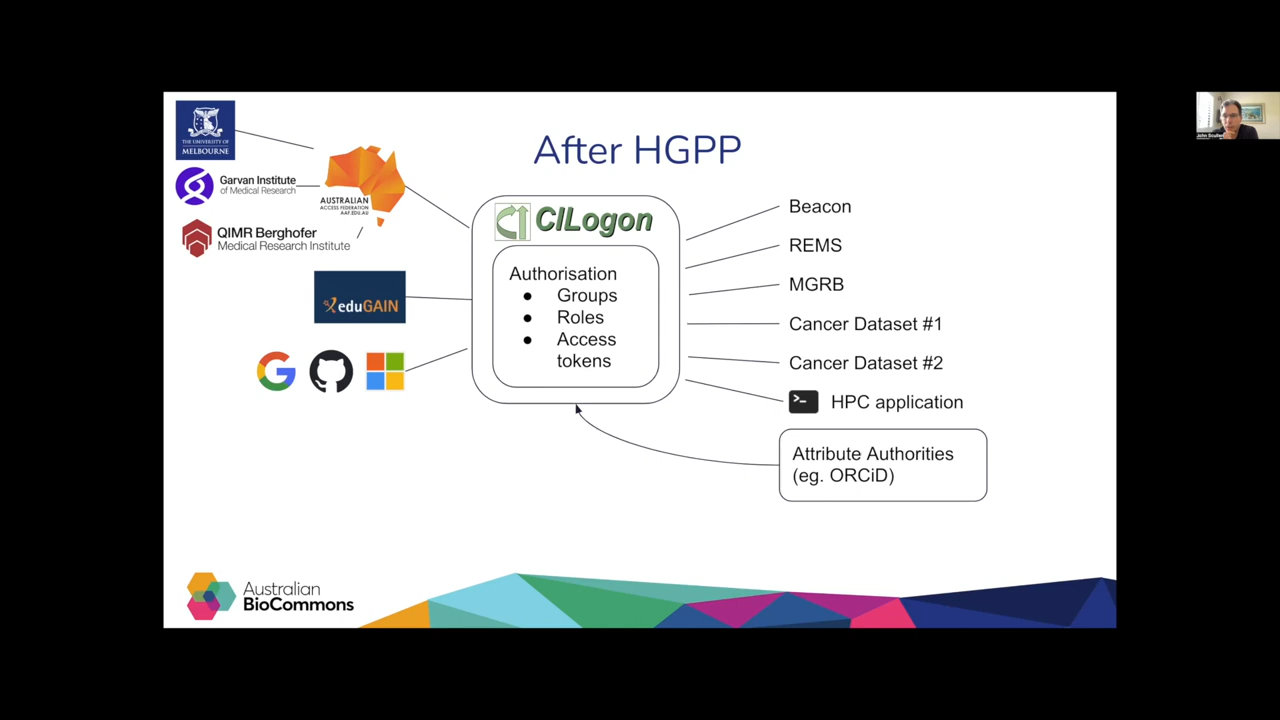 THE UNIVERSITY OF
MELBOURNE
Garvan Institute
of Medical Research
QIMR Berghofer
Medical Research Institute
AUSTRALIAN
ACCESS FEDERATION
AAF.EDU.AU
eduGAIN
After HGPP
CILogon
Authorisation
● Groups
● Roles
● Access
tokens
Beacon
REMS
MGRB
Cancer Dataset #1
Cancer Dataset #2
>_ HPC application
Attribute Authorities
(eg. ORCiD)
Australian
BioCommons